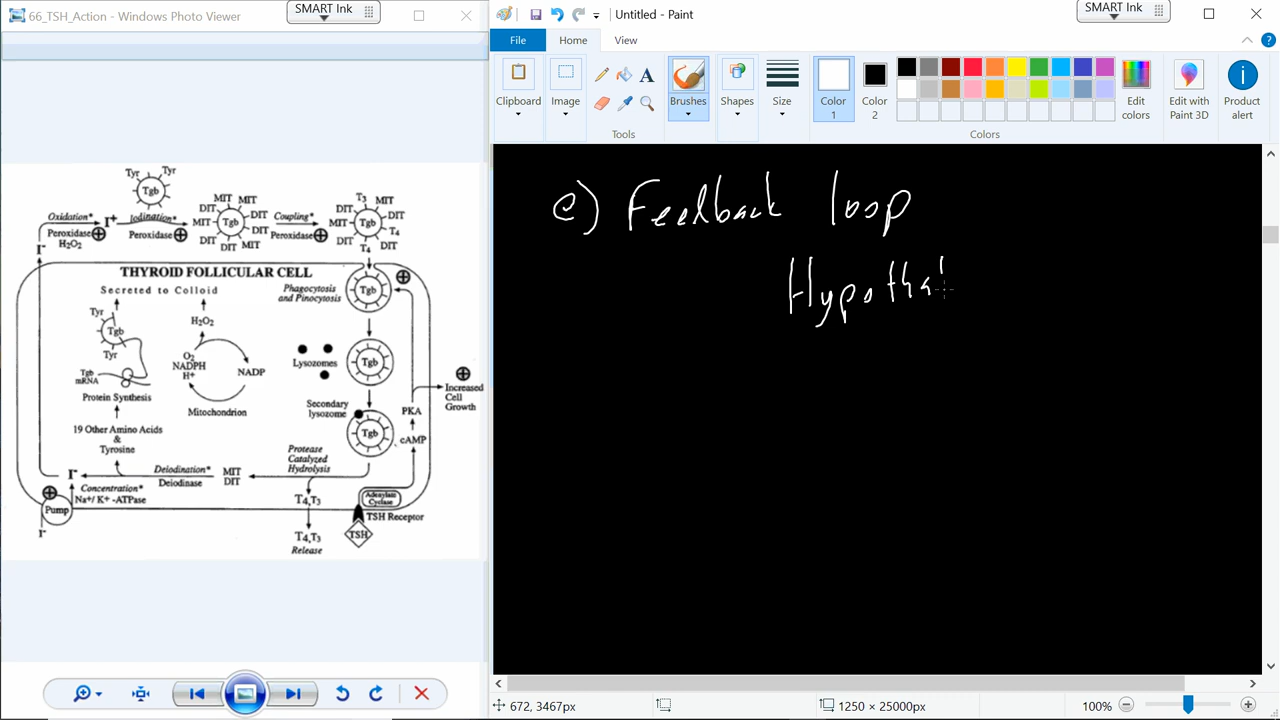 66_TSH_Action - Windows Photo Viewer
SMART Ink
Untitled - Paint
SMART Ink
File
Home
View
Clipboard
Image
Tools
Brushes
Shapes
Size
Color 1
Color 2
Edit colors
Edit with Paint 3D
Product alert
Colors
e) Feedback loop
Hypothal
Tyr Tyr
Tgb
Oxidation*
Peroxidase
H2O2
I+
Iodination*
Peroxidase
MIT MIT
MIT Tgb DIT
DIT DIT
DIT MIT
Coupling*
Peroxidase
T3 MIT
DIT DIT
MIT Tgb T4
DIT T4 DIT
I-
THYROID FOLLICULAR CELL
Secreted to Colloid
Phagocytosis
and Pinocytosis
Tgb
Tyr
Tgb
Tyr
H2O2
O2
NADPH
H+
NADP
Mitochondrion
Tgb
mRNA
Protein Synthesis
19 Other Amino Acids
&
Tyrosine
Lysozomes
Tgb
Secondary
lysozome
Tgb
PKA
cAMP
Increased
Cell
Growth
Protease
Catalyzed
Hydrolysis
I-
Deiodination*
Deiodinase
MIT
DIT
Concentration*
Na+/ K+ -ATPase
Pump
I-
T4,T3
T4,T3
Release
Adenylate
Cyclase
TSH Receptor
TSH
672, 3467px
1250 × 25000px
100%